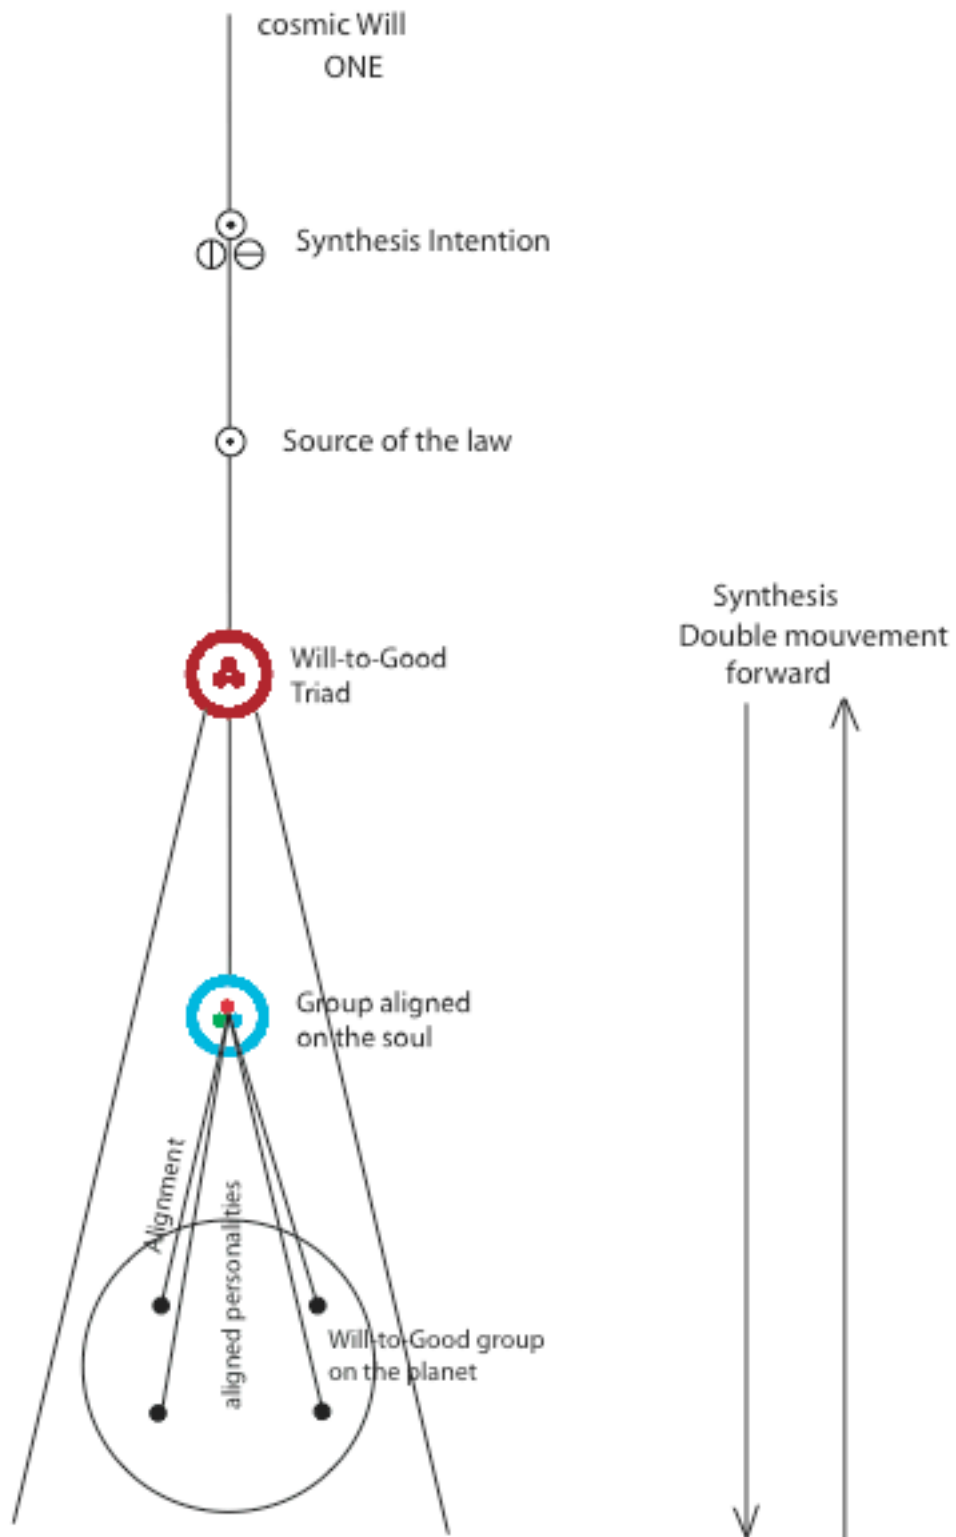 cosmic Will
ONE
Synthesis Intention
Source of the law
Synthesis
Double mouvement
forward
Will-to-Good
Triad
Group aligned
on the soul
Alignment
aligned personalities
Will-to-Good group
on the planet